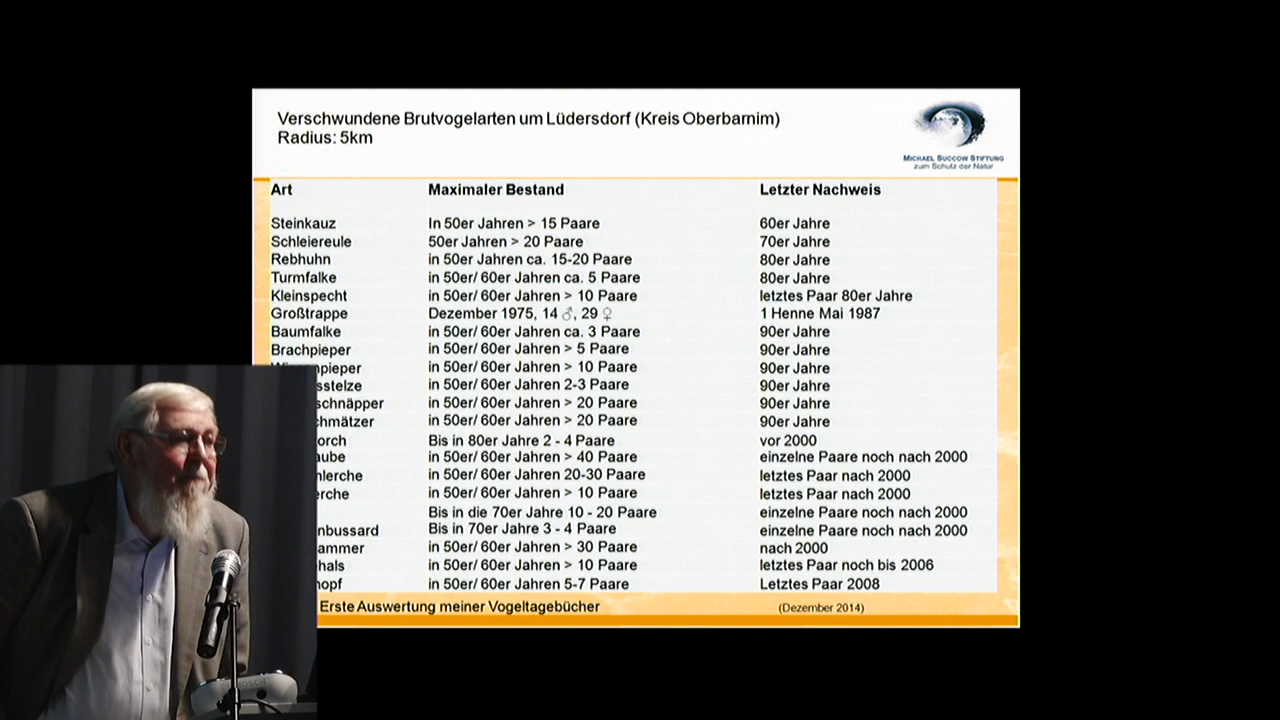 Verschwundene Brutvogelarten um Lüdersdorf (Kreis Oberbarnim)
Radius: 5km
MICHAEL SUCCOW STIFTUNG
zum Schutz der Natur
Art Maximaler Bestand Letzter Nachweis
Steinkauz In 50er Jahren > 15 Paare 60er Jahre
Schleiereule 50er Jahren > 20 Paare 70er Jahre
Rebhuhn in 50er Jahren ca. 15-20 Paare 80er Jahre
Turmfalke in 50er/ 60er Jahren ca. 5 Paare 80er Jahre
Kleinspecht in 50er/ 60er Jahren > 10 Paare letztes Paar 80er Jahre
Großtrappe Dezember 1975, 14 ♂, 29 ♀ 1 Henne Mai 1987
Baumfalke in 50er/ 60er Jahren ca. 3 Paare 90er Jahre
Brachpieper in 50er/ 60er Jahren > 5 Paare 90er Jahre
in 50er/ 60er Jahren > 10 Paare 90er Jahre
sstelze in 50er/ 60er Jahren 2-3 Paare 90er Jahre
schnäpper in 50er/ 60er Jahren > 20 Paare 90er Jahre
chmätzer in 50er/ 60er Jahren > 20 Paare 90er Jahre
orch Bis in 80er Jahre 2 - 4 Paare vor 2000
aube in 50er/ 60er Jahren > 40 Paare einzelne Paare noch nach 2000
nlerche in 50er/ 60er Jahren 20-30 Paare letztes Paar nach 2000
erche in 50er/ 60er Jahren > 10 Paare letztes Paar nach 2000
Bis in die 70er Jahre 10 - 20 Paare einzelne Paare noch nach 2000
nbussard Bis in 70er Jahre 3 - 4 Paare einzelne Paare noch nach 2000
ammer in 50er/ 60er Jahren > 30 Paare nach 2000
hals in 50er/ 60er Jahren > 10 Paare letztes Paar noch bis 2006
hopf in 50er/ 60er Jahren 5-7 Paare Letztes Paar 2008
Erste Auswertung meiner Vogeltagebücher (Dezember 2014)